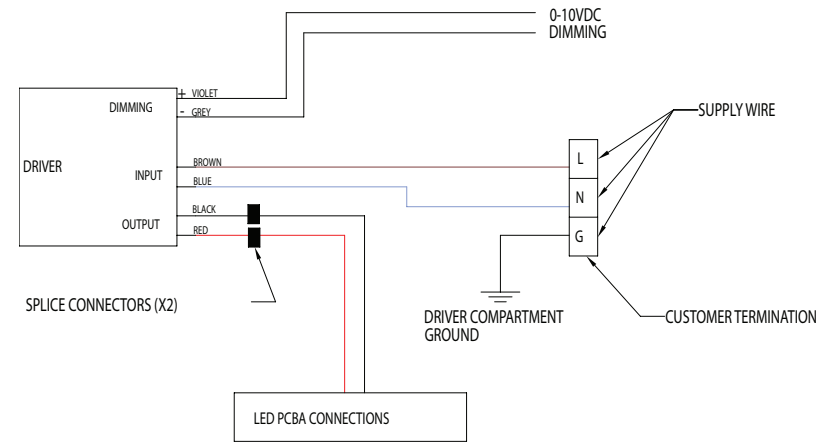 0-10VDC
DIMMING
+ VIOLET
DIMMING
- GREY
SUPPLY WIRE
DRIVER
BROWN
L
INPUT
BLUE
N
BLACK
OUTPUT
RED
G
SPLICE CONNECTORS (X2)
DRIVER COMPARTMENT
GROUND
CUSTOMER TERMINATION
LED PCBA CONNECTIONS